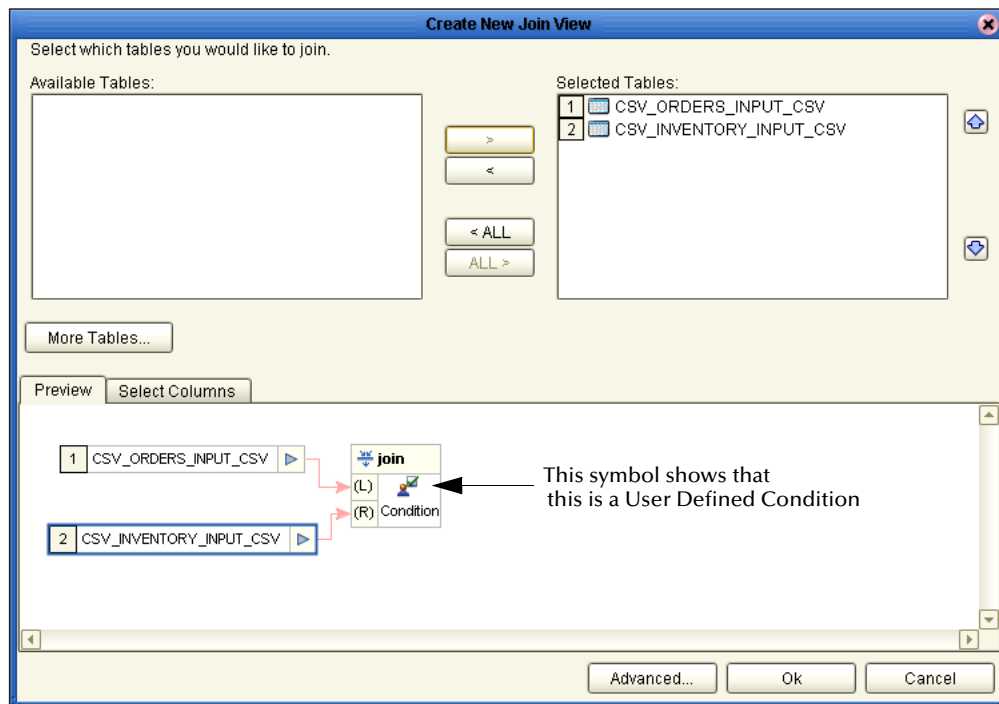 Create New Join View
Select which tables you would like to join.
Available Tables:
Selected Tables:
1 CSV_ORDERS_INPUT_CSV
2 CSV_INVENTORY_INPUT_CSV
>
<
< ALL
ALL >
More Tables...
Preview Select Columns
1 CSV_ORDERS_INPUT_CSV
2 CSV_INVENTORY_INPUT_CSV
join
(L)
(R) Condition
This symbol shows that
this is a User Defined Condition
Advanced... Ok Cancel